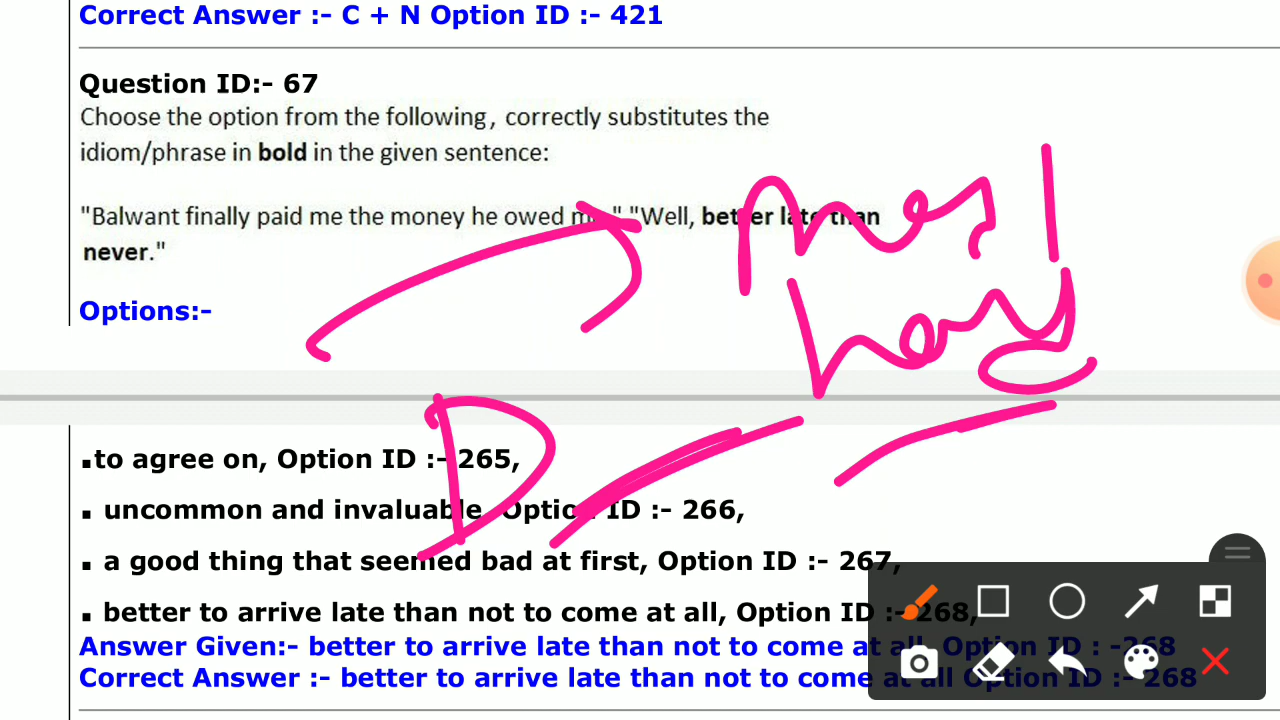 Correct Answer :- C + N Option ID :- 421
Question ID:- 67
Choose the option from the following, correctly substitutes the
idiom/phrase in bold in the given sentence:
"Balwant finally paid me the money he owed me." "Well, better late than
never."
Options:-
D
.to agree on, Option ID :- 265,
. uncommon and invaluable, Option ID :- 266,
. a good thing that seemed bad at first, Option ID :- 267,
. better to arrive late than not to come at all, Option ID :- 268,
Answer Given:- better to arrive late than not to come at all, Option ID : -268
Correct Answer :- better to arrive late than not to come at all Option ID :- 268